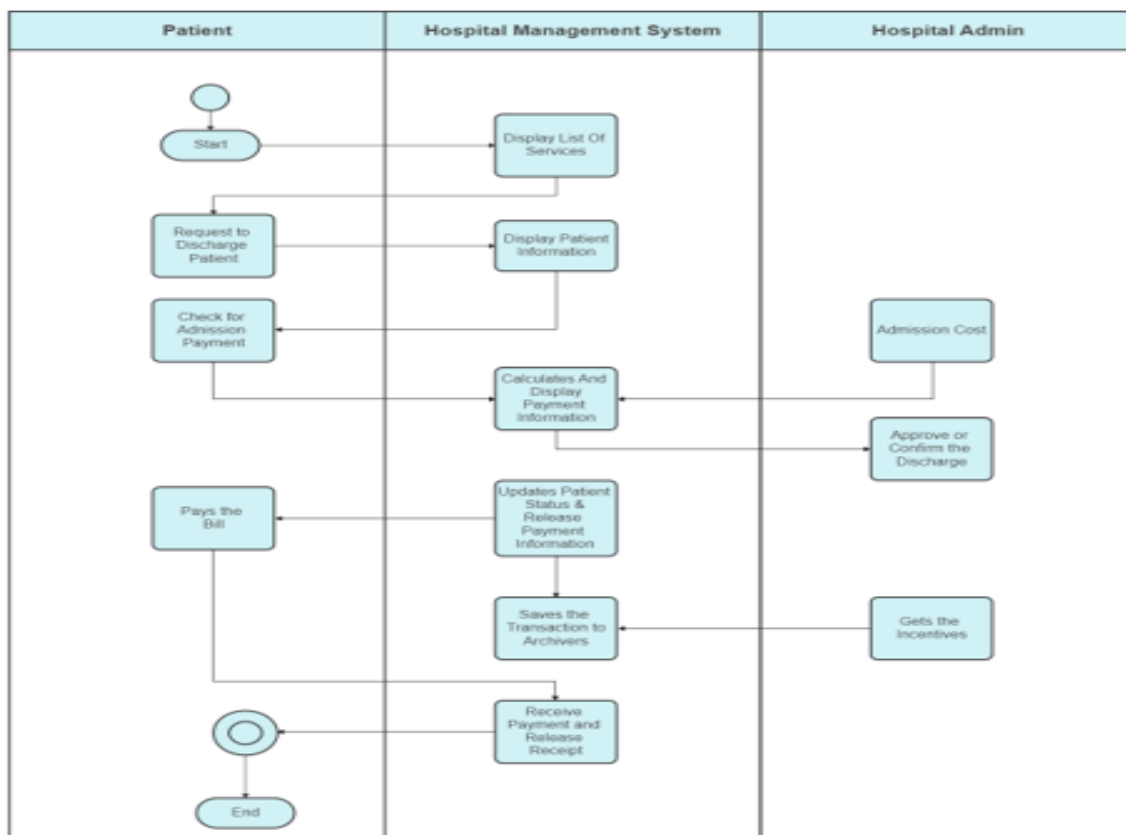 Patient
Hospital Management System
Hospital Admin
Start
Display List Of
Services
Request to
Discharge
Patient
Display Patient
Information
Check for
Adnission
Payment
Admission Cost
Calculates And
Display
Payment
Information
Approve or
Confirm the
Discharge
Pays the
Bill
Updates Patient
Status &
Release
Payment
Information
Saves the
Transaction to
Archivers
Gets the
Incentives
Receive
Payment and
Release
Receipt
End